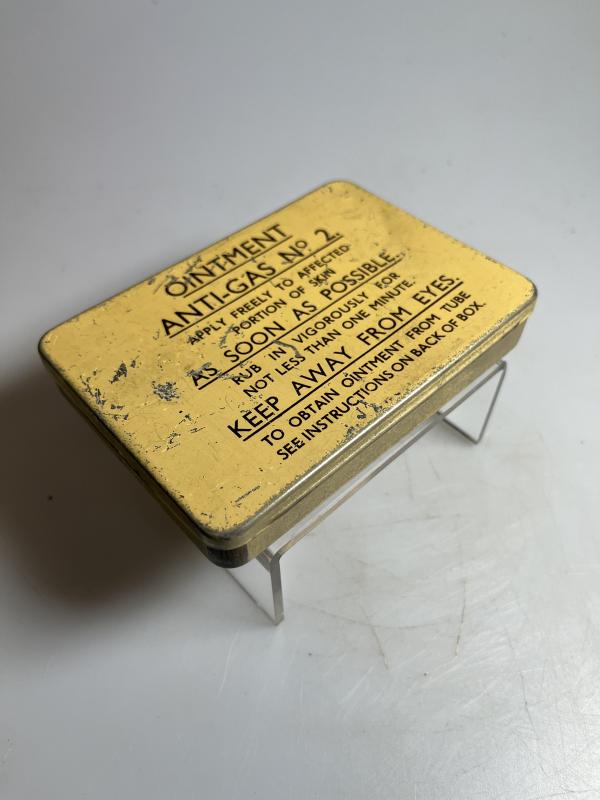 OINTMENT
ANTI-GAS Nº 2.
APPLY FREELY TO AFFECTED
PORTION OF SKIN
AS SOON AS POSSIBLE.
RUB IN VIGOROUSLY FOR
NOT LESS THAN ONE MINUTE.
KEEP AWAY FROM EYES.
TO OBTAIN OINTMENT FROM TUBE
SEE INSTRUCTIONS ON BACK OF BOX.